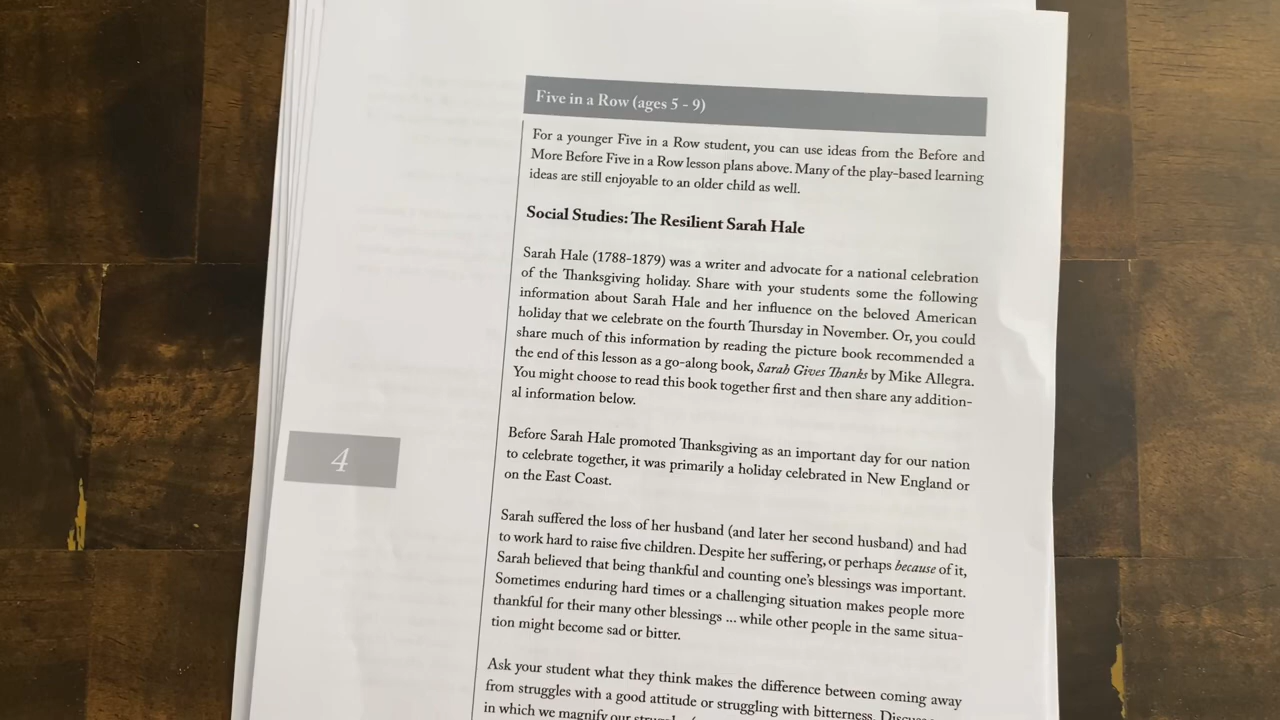 Five in a Row (ages 5 - 9)
For a younger Five in a Row student, you can use ideas from the Before and
More Before Five in a Row lesson plans above. Many of the play-based learning
ideas are still enjoyable to an older child as well.
Social Studies: The Resilient Sarah Hale
Sarah Hale (1788-1879) was a writer and advocate for a national celebration
of the Thanksgiving holiday. Share with your students some the following
information about Sarah Hale and her influence on the beloved American
holiday that we celebrate on the fourth Thursday in November. Or, you could
share much of this information by reading the picture book recommended a
the end of this lesson as a go-along book, Sarah Gives Thanks by Mike Allegra.
You might choose to read this book together first and then share any addition-
al information below.
4
Before Sarah Hale promoted Thanksgiving as an important day for our nation
to celebrate together, it was primarily a holiday celebrated in New England or
on the East Coast.
Sarah suffered the loss of her husband (and later her second husband) and had
to work hard to raise five children. Despite her suffering, or perhaps because of it,
Sarah believed that being thankful and counting one's blessings was important.
Sometimes enduring hard times or a challenging situation makes people more
thankful for their many other blessings ... while other people in the same situa-
tion might become sad or bitter.
Ask your student what they think makes the difference between coming away
from struggles with a good attitude or struggling with bitterness.
in which we magnify our